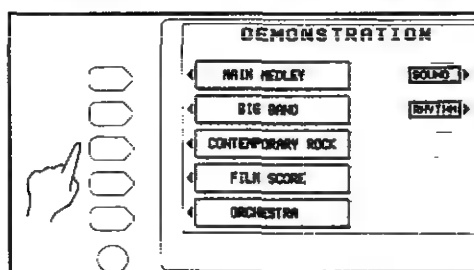 DEMONSTRATION
MAIN MEDLEY
SOUND
BIG BAND
RHYTHM
CONTEMPORARY ROCK
FILM SCORE
ORCHESTRA